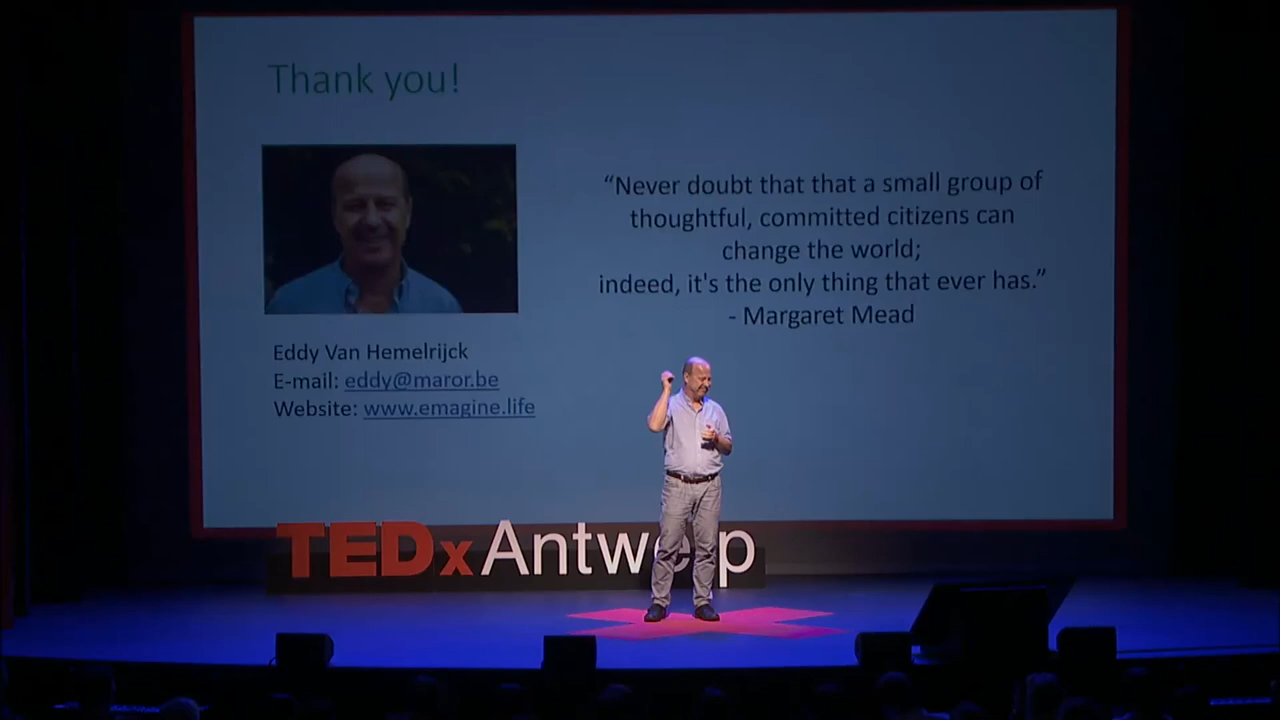 Thank you!
“Never doubt that that a small group of
thoughtful, committed citizens can
change the world;
indeed, it's the only thing that ever has.”
- Margaret Mead
Eddy Van Hemelrijck
E-mail: eddy@maror.be
Website: www.emagine.life
TEDxAntwerp